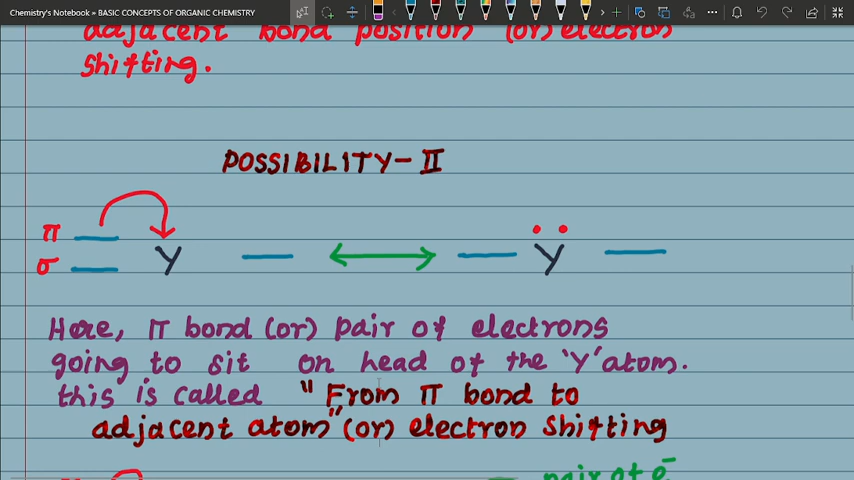 Chemistry's Notebook » BASIC CONCEPTS OF ORGANIC CHEMISTRY
adjacent bond position (or) electron
shifting.
POSSIBILITY-II
π
σ Y Y
Here, π bond (or) pair of electrons
going to sit on head of the 'Y' atom.
this is called "From π bond to
adjacent atom" (or) electron shifting
pair of e⁻